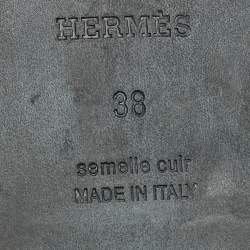 HERMÈS
38
semelle cuir
MADE IN ITALY